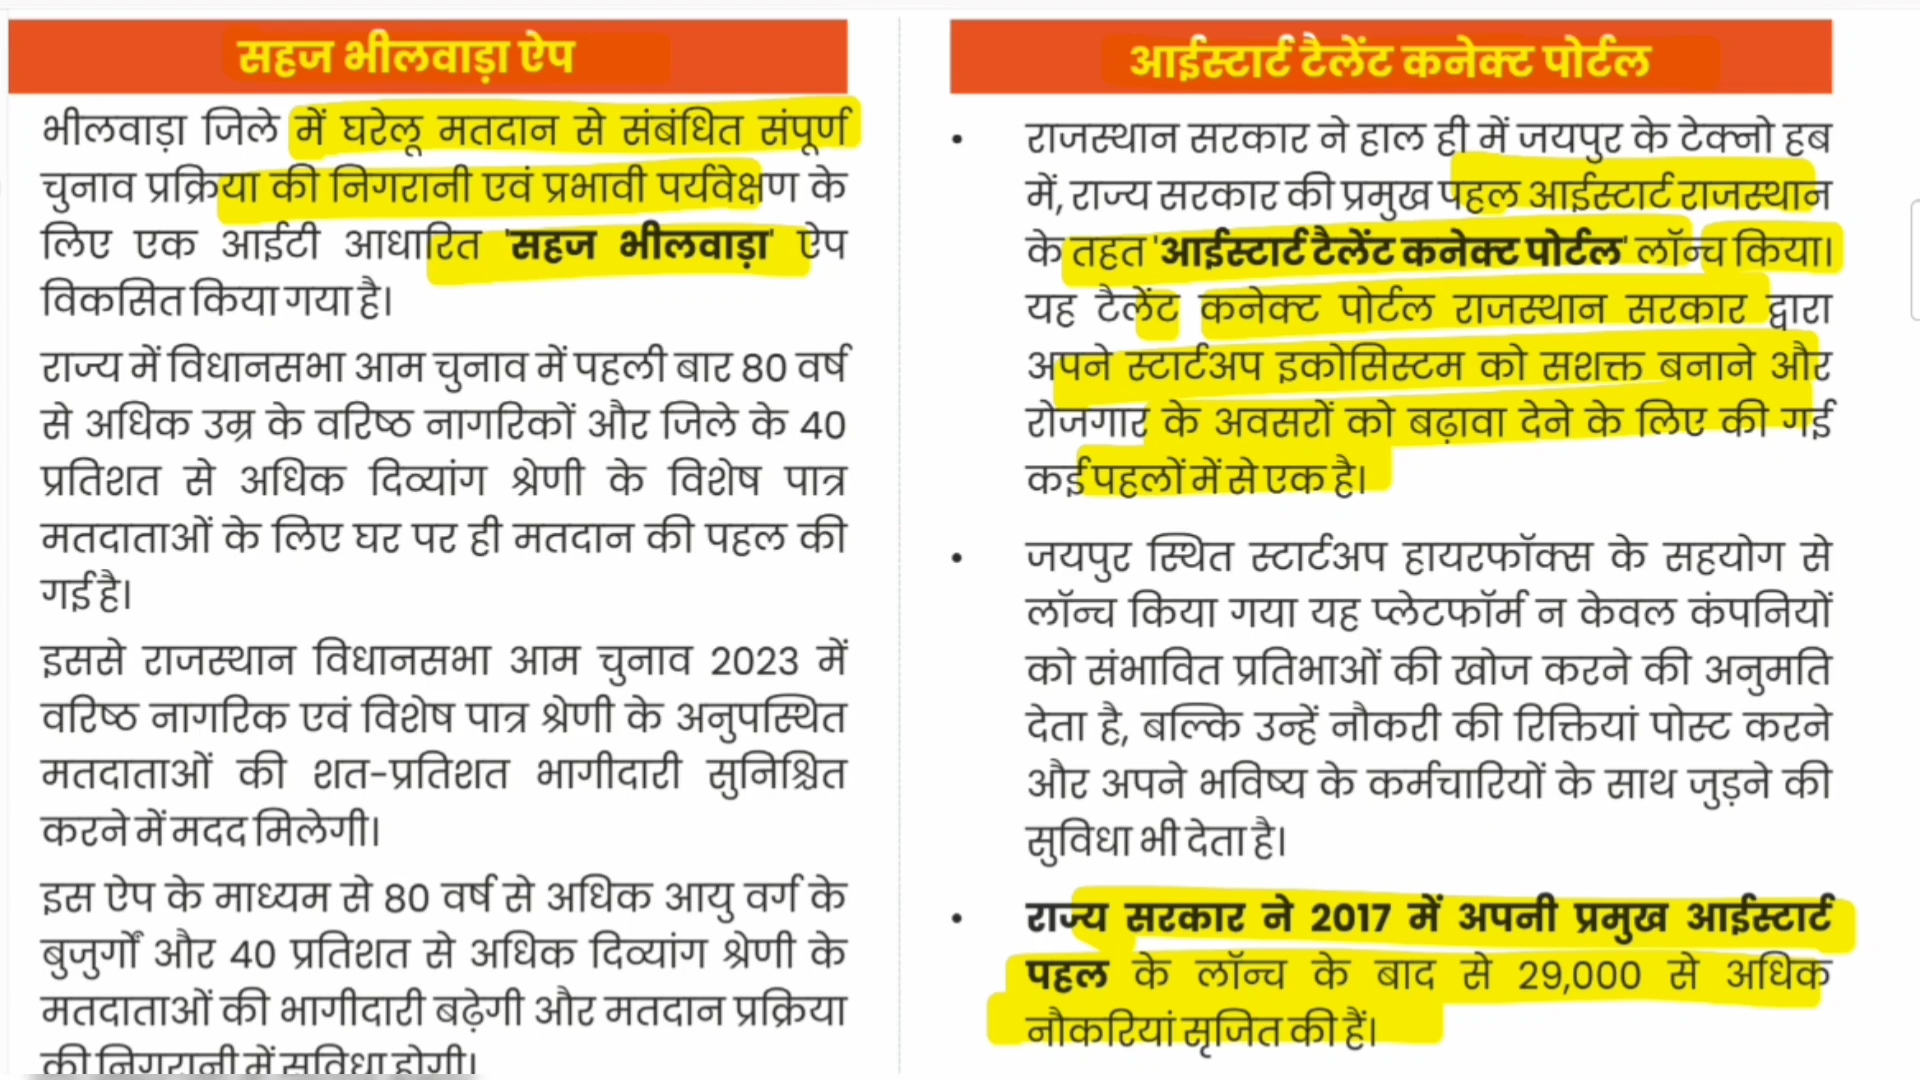 सहज भीलवाड़ा ऐप
भीलवाड़ा जिले में घरेलू मतदान से संबंधित संपूर्ण
चुनाव प्रक्रिया की निगरानी एवं प्रभावी पर्यवेक्षण के
लिए एक आईटी आधारित 'सहज भीलवाड़ा' ऐप
विकसित किया गया है।
राज्य में विधानसभा आम चुनाव में पहली बार 80 वर्ष
से अधिक उम्र के वरिष्ठ नागरिकों और जिले के 40
प्रतिशत से अधिक दिव्यांग श्रेणी के विशेष पात्र
मतदाताओं के लिए घर पर ही मतदान की पहल की
गई है।
इससे राजस्थान विधानसभा आम चुनाव 2023 में
वरिष्ठ नागरिक एवं विशेष पात्र श्रेणी के अनुपस्थित
मतदाताओं की शत-प्रतिशत भागीदारी सुनिश्चित
करने में मदद मिलेगी।
इस ऐप के माध्यम से 80 वर्ष से अधिक आयु वर्ग के
बुजुर्गों और 40 प्रतिशत से अधिक दिव्यांग श्रेणी के
मतदाताओं की भागीदारी बढ़ेगी और मतदान प्रक्रिया
की निगरानी में सुविधा होगी।
आईस्टार्ट टैलेंट कनेक्ट पोर्टल
• राजस्थान सरकार ने हाल ही में जयपुर के टेक्नो हब
में, राज्य सरकार की प्रमुख पहल आईस्टार्ट राजस्थान
के तहत 'आईस्टार्ट टैलेंट कनेक्ट पोर्टल' लॉन्च किया।
यह टैलेंट कनेक्ट पोर्टल राजस्थान सरकार द्वारा
अपने स्टार्टअप इकोसिस्टम को सशक्त बनाने और
रोजगार के अवसरों को बढ़ावा देने के लिए की गई
कई पहलों में से एक है।
• जयपुर स्थित स्टार्टअप हायरफॉक्स के सहयोग से
लॉन्च किया गया यह प्लेटफॉर्म न केवल कंपनियों
को संभावित प्रतिभाओं की खोज करने की अनुमति
देता है, बल्कि उन्हें नौकरी की रिक्तियां पोस्ट करने
और अपने भविष्य के कर्मचारियों के साथ जुड़ने की
सुविधा भी देता है।
• राज्य सरकार ने 2017 में अपनी प्रमुख आईस्टार्ट
पहल के लॉन्च के बाद से 29,000 से अधिक
नौकरियां सृजित की हैं।